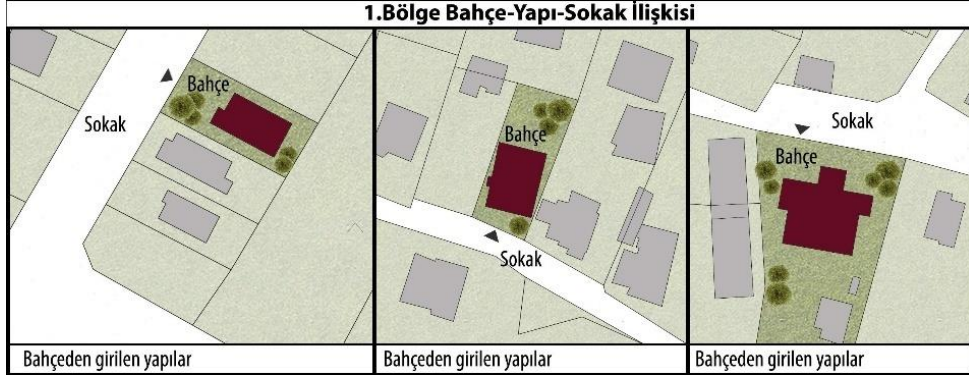 1.Bölge Bahçe-Yapı-Sokak İlişkisi
Bahçe
Sokak
Bahçeden girilen yapılar
Bahçe
Sokak
Bahçeden girilen yapılar
Sokak
Bahçe
Bahçeden girilen yapılar